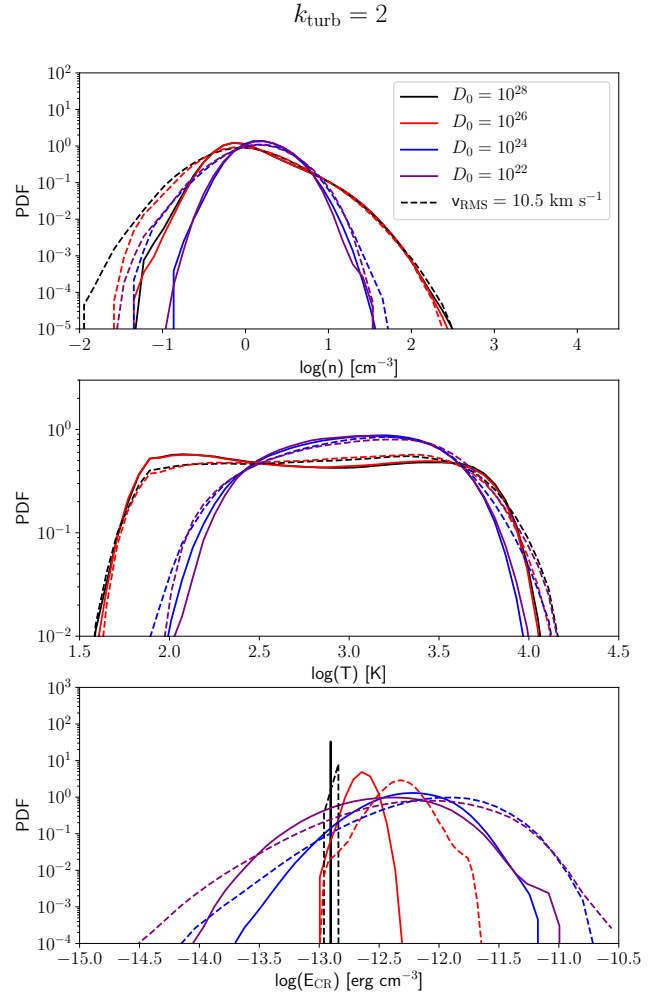 k_turb = 2
PDF
10^2
10^1
10^0
10^-1
10^-2
10^-3
10^-4
10^-5
D_0 = 10^28
D_0 = 10^26
D_0 = 10^24
D_0 = 10^22
v_RMS = 10.5 km s^-1
−2 −1 0 1 2 3 4
log(n) [cm^-3]
PDF
10^0
10^-1
10^-2
1.5 2.0 2.5 3.0 3.5 4.0 4.5
log(T) [K]
PDF
10^3
10^2
10^1
10^0
10^-1
10^-2
10^-3
10^-4
−15.0 −14.5 −14.0 −13.5 −13.0 −12.5 −12.0 −11.5 −11.0 −10.5
log(E_CR) [erg cm^-3]